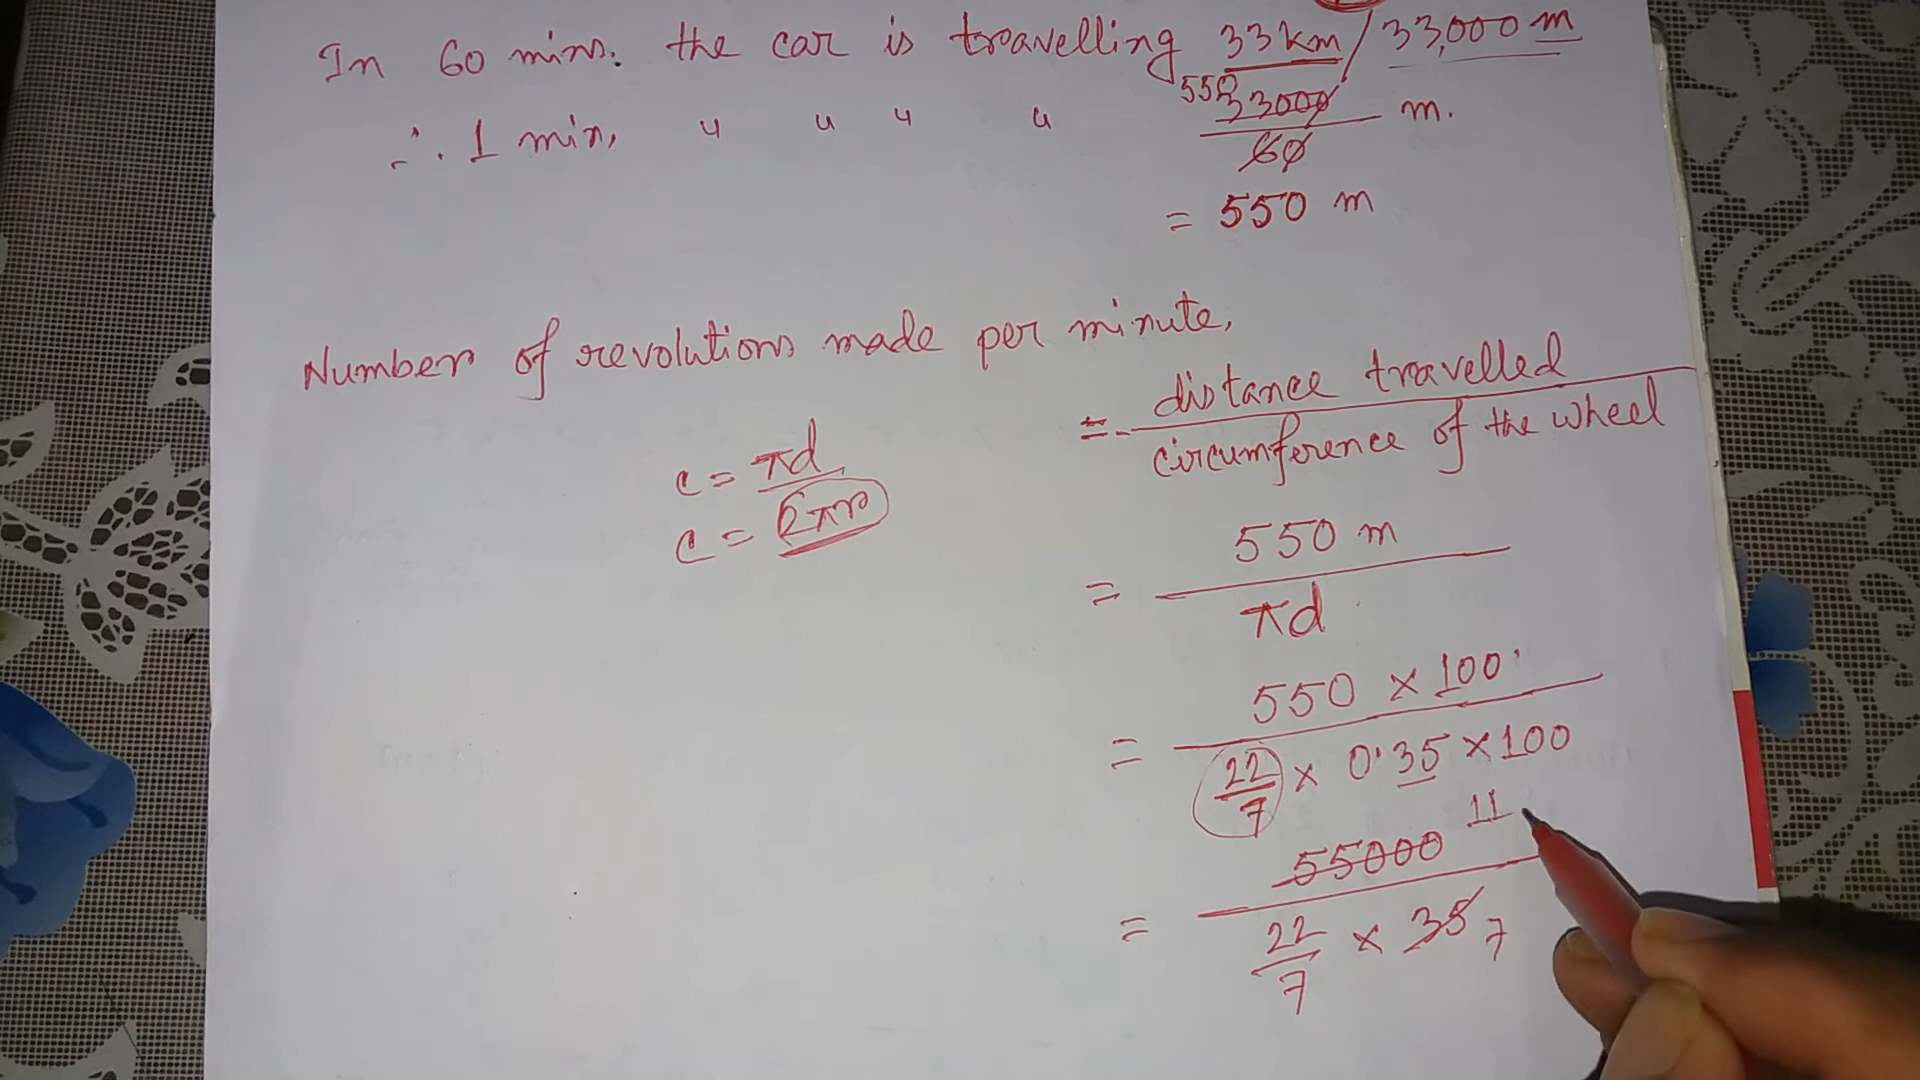 In 60 mins. the car is travelling 33 km / 33,000 m
∴ 1 min, " " " " 550 33000/60 m.
= 550 m
Number of revolutions made per minute,
= distance travelled / circumference of the wheel
c = πd
c = 2πr
= 550 m / πd
= 550 × 100 / 22/7 × 0.35 × 100
= 55000 11 / 22/7 × 35 7